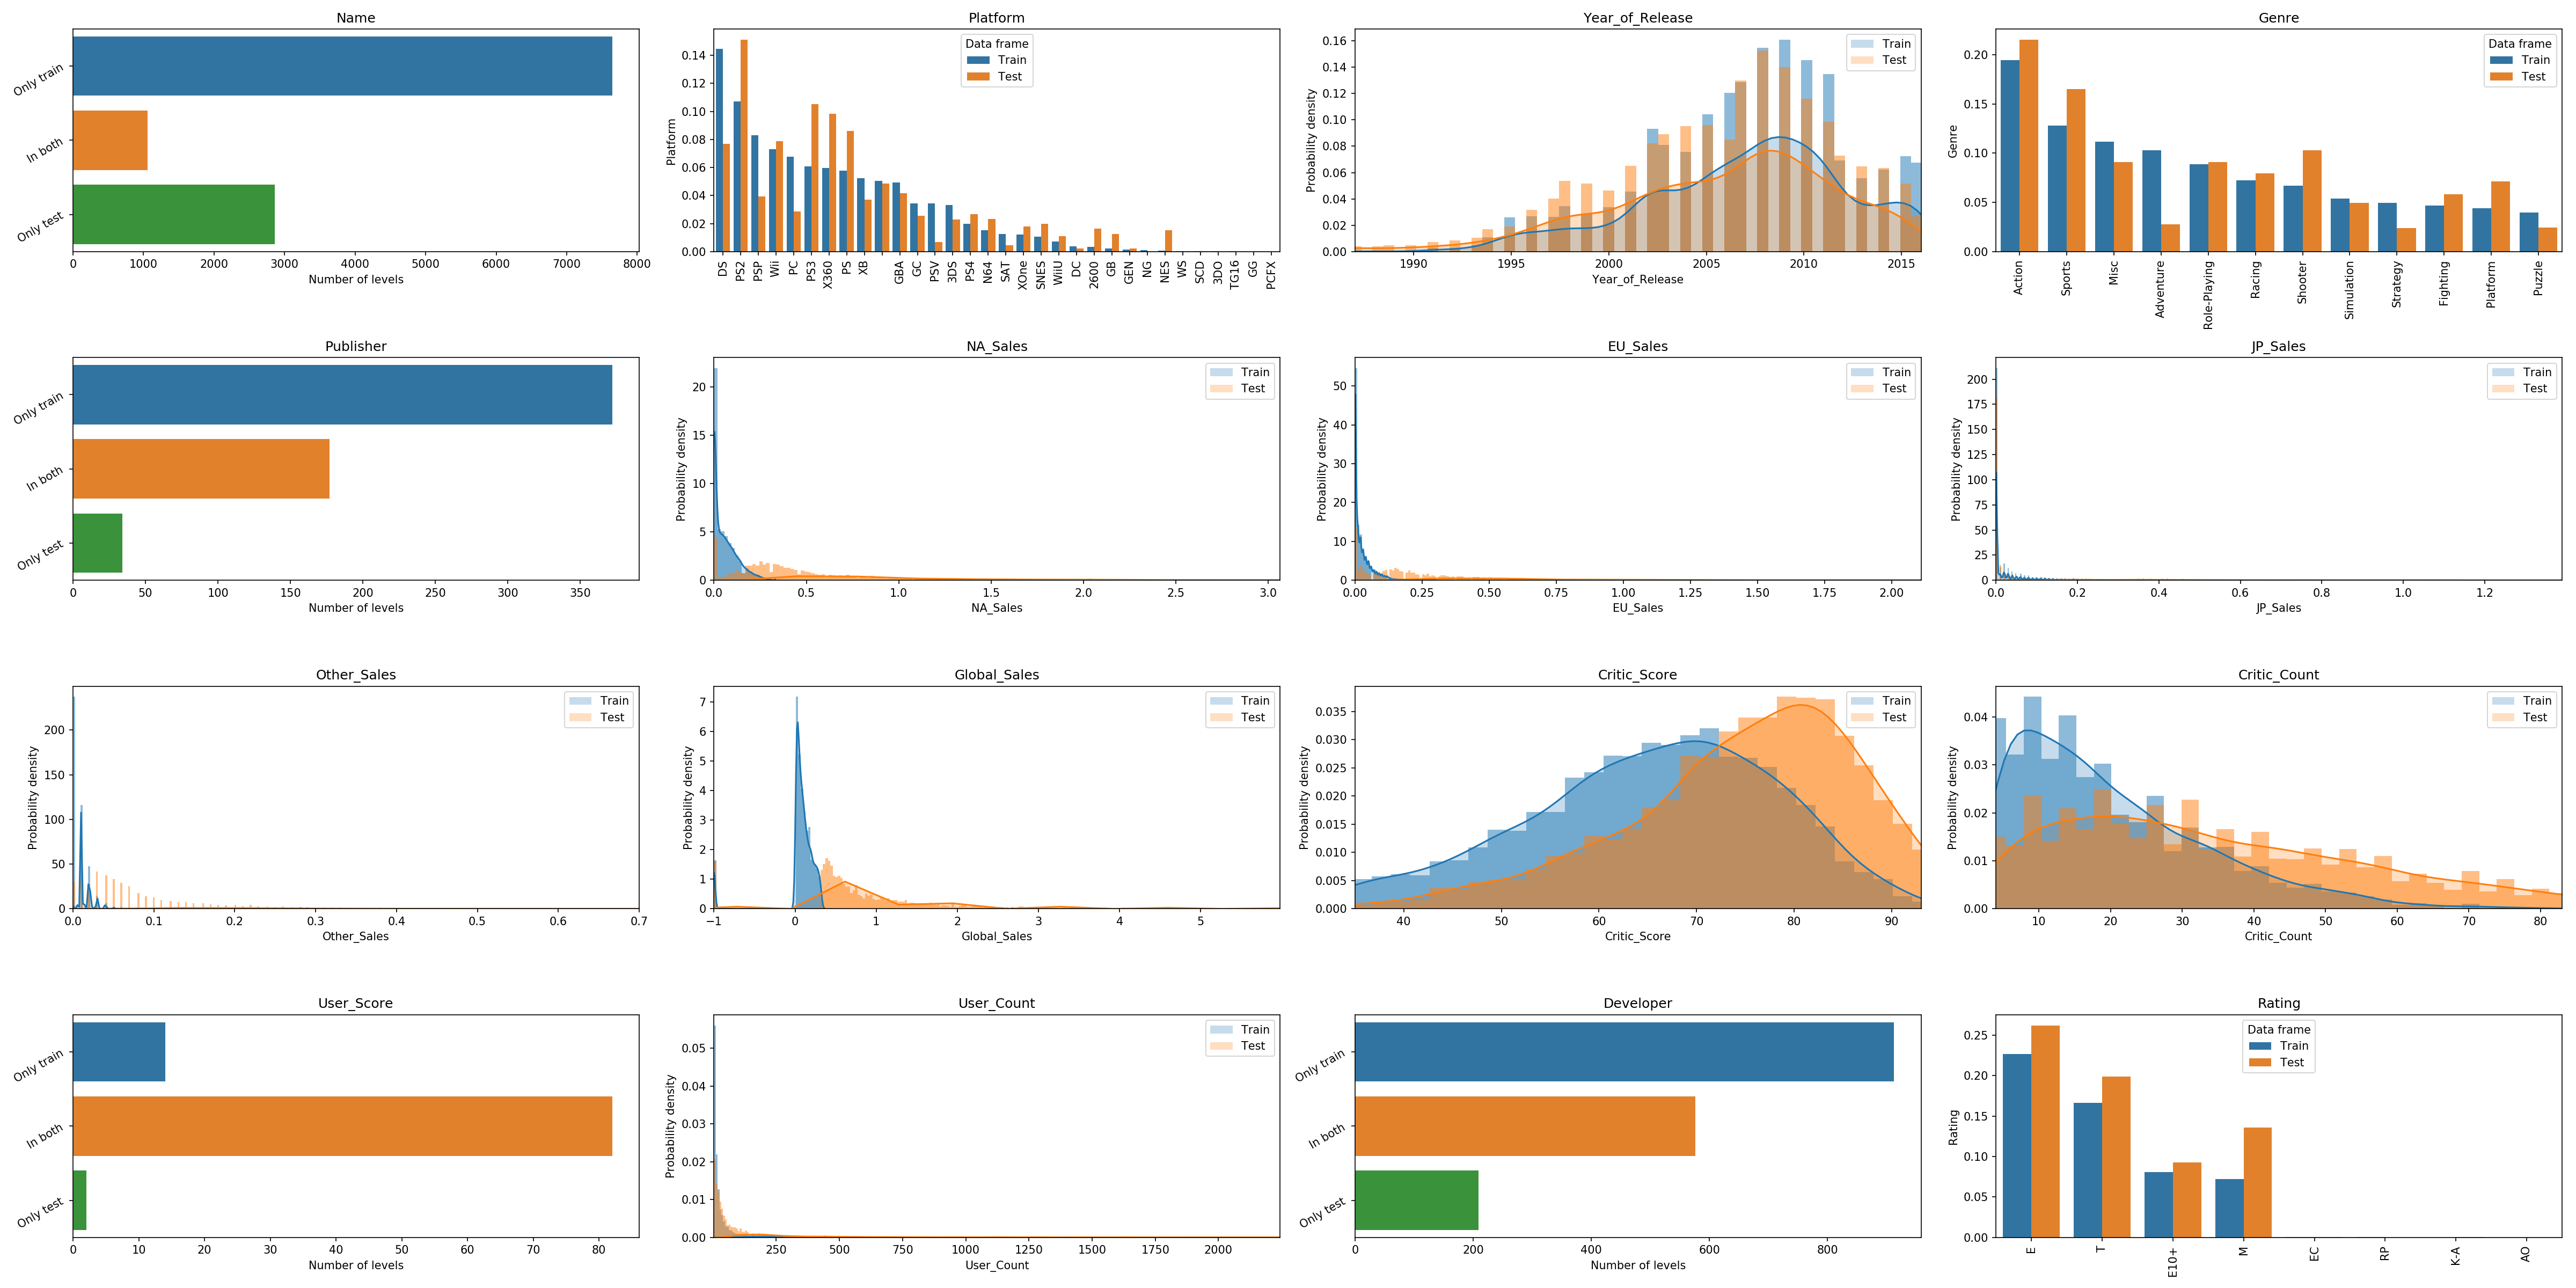 Name
Only train
In both
Only test
0 1000 2000 3000 4000 5000 6000 7000 8000
Number of levels
Platform
Platform
0.14
0.12
0.10
0.08
0.06
0.04
0.02
0.00
Data frame
Train
Test
DS PS2 PSP Wii PC PS3 X360 PS XB GBA GC PSV 3DS PS4 N64 SAT XOne SNES WiiU DC 2600 GB GEN NG NES WS SCD 3DO TG16 GG PCFX
Year_of_Release
Probability density
0.16
0.14
0.12
0.10
0.08
0.06
0.04
0.02
0.00
Train
Test
1990 1995 2000 2005 2010 2015
Year_of_Release
Genre
Genre
0.20
0.15
0.10
0.05
0.00
Data frame
Train
Test
Action Sports Misc Adventure Role-Playing Racing Shooter Simulation Strategy Fighting Platform Puzzle
Publisher
Only train
In both
Only test
0 50 100 150 200 250 300 350
Number of levels
NA_Sales
Probability density
20
15
10
5
0
Train
Test
0.0 0.5 1.0 1.5 2.0 2.5 3.0
NA_Sales
EU_Sales
Probability density
50
40
30
20
10
0
Train
Test
0.00 0.25 0.50 0.75 1.00 1.25 1.50 1.75 2.00
EU_Sales
JP_Sales
Probability density
200
175
150
125
100
75
50
25
0
Train
Test
0.0 0.2 0.4 0.6 0.8 1.0 1.2
JP_Sales
Other_Sales
Probability density
200
150
100
50
0
Train
Test
0.0 0.1 0.2 0.3 0.4 0.5 0.6 0.7
Other_Sales
Global_Sales
Probability density
7
6
5
4
3
2
1
0
Train
Test
−1 0 1 2 3 4 5
Global_Sales
Critic_Score
Probability density
0.035
0.030
0.025
0.020
0.015
0.010
0.005
0.000
Train
Test
40 50 60 70 80 90
Critic_Score
Critic_Count
Probability density
0.04
0.03
0.02
0.01
0.00
Train
Test
10 20 30 40 50 60 70 80
Critic_Count
User_Score
Only train
In both
Only test
0 10 20 30 40 50 60 70 80
Number of levels
User_Count
Probability density
0.05
0.04
0.03
0.02
0.01
0.00
Train
Test
250 500 750 1000 1250 1500 1750 2000
User_Count
Developer
Only train
In both
Only test
0 200 400 600 800
Number of levels
Rating
Rating
0.25
0.20
0.15
0.10
0.05
0.00
Data frame
Train
Test
E T E10+ M EC RP K-A AO